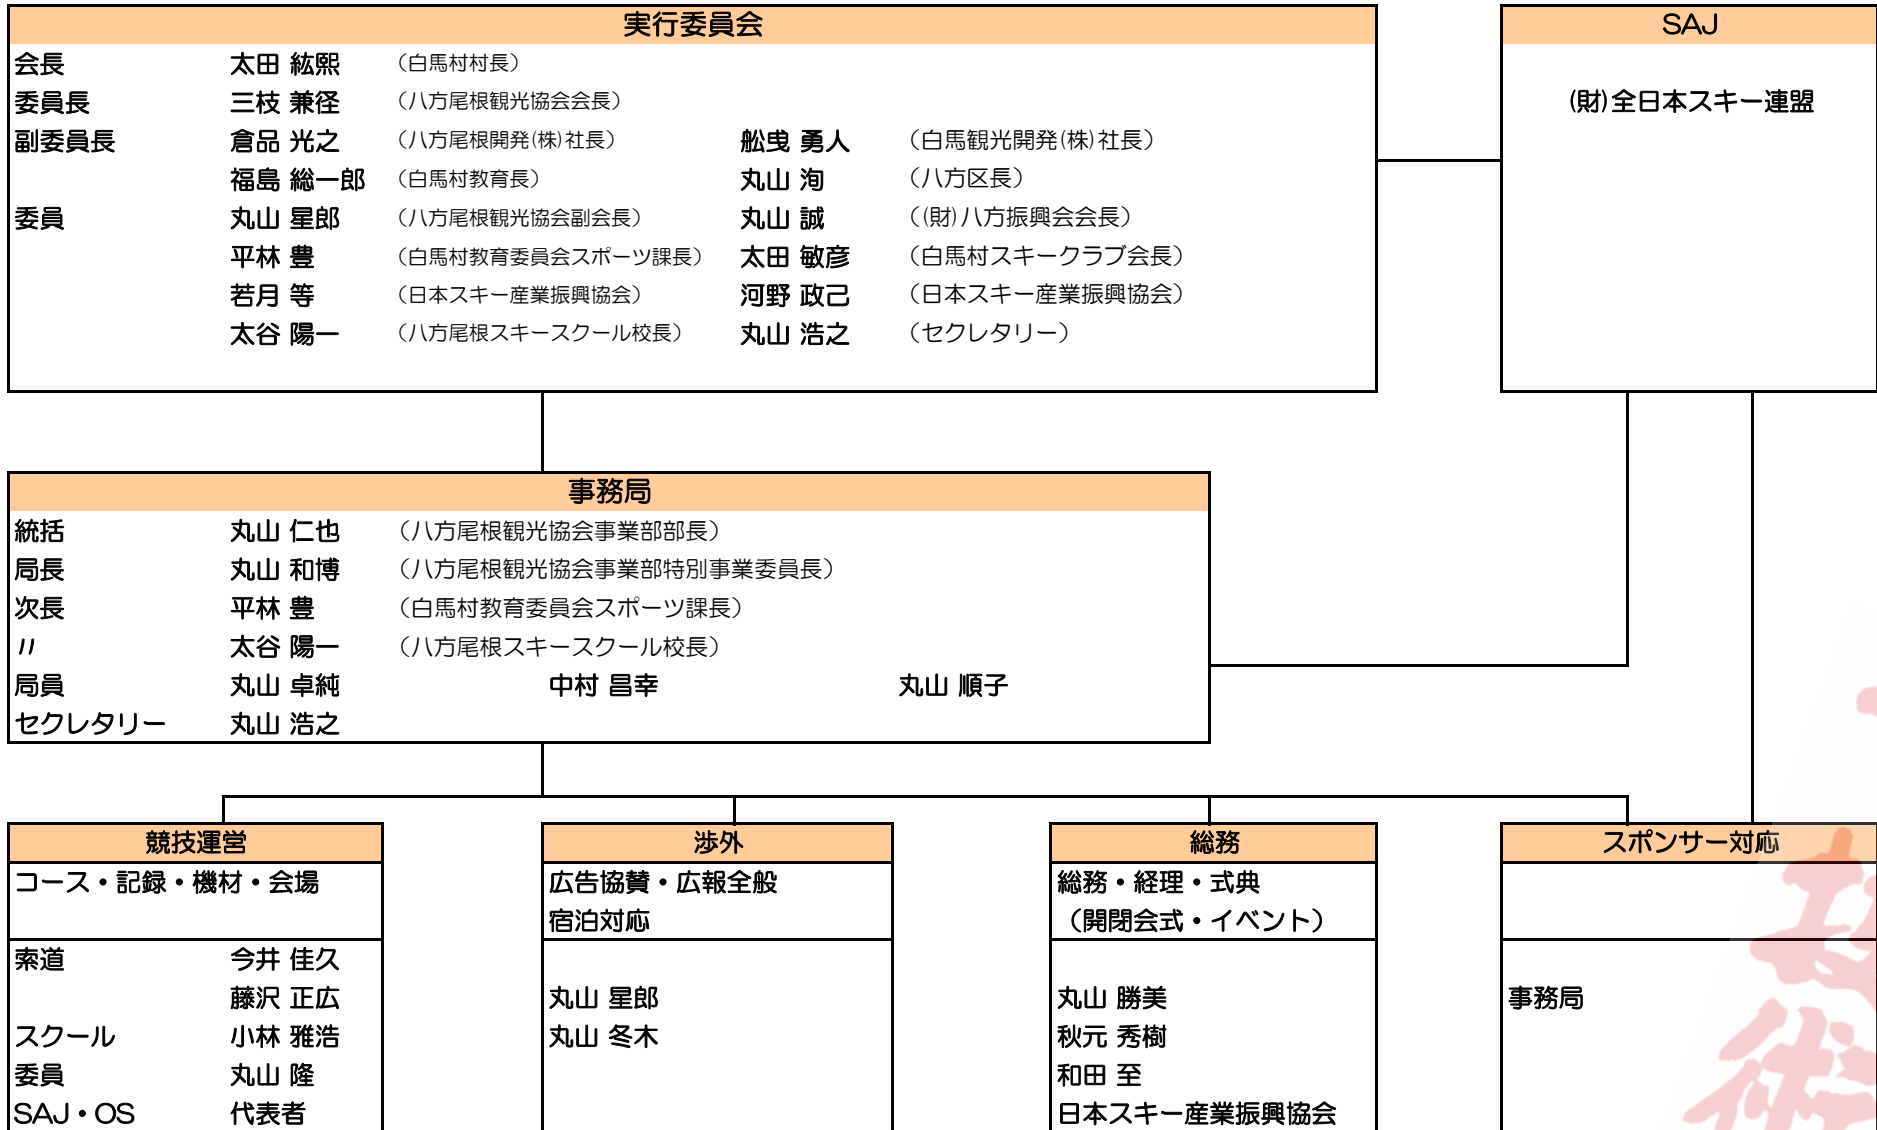 実行委員会
会長 太田 紘熙 （白馬村村長）
委員長 三枝 兼径 （八方尾根観光協会会長）
副委員長 倉品 光之 （八方尾根開発(株)社長） 舩曵 勇人 （白馬観光開発(株)社長）
福島 総一郎 （白馬村教育長） 丸山 洵 （八方区長）
委員 丸山 星郎 （八方尾根観光協会副会長） 丸山 誠 （(財)八方振興会会長）
平林 豊 （白馬村教育委員会スポーツ課長） 太田 敏彦 （白馬村スキークラブ会長）
若月 等 （日本スキー産業振興協会） 河野 政己 （日本スキー産業振興協会）
太谷 陽一 （八方尾根スキースクール校長） 丸山 浩之 （セクレタリー）
SAJ
(財)全日本スキー連盟
事務局
統括 丸山 仁也 （八方尾根観光協会事業部部長）
局長 丸山 和博 （八方尾根観光協会事業部特別事業委員長）
次長 平林 豊 （白馬村教育委員会スポーツ課長）
〃 太谷 陽一 （八方尾根スキースクール校長）
局員 丸山 卓純 中村 昌幸 丸山 順子
セクレタリー 丸山 浩之
競技運営
コース・記録・機材・会場
索道 今井 佳久
藤沢 正広
スクール 小林 雅浩
委員 丸山 隆
SAJ・OS 代表者
渉外
広告協賛・広報全般
宿泊対応
丸山 星郎
丸山 冬木
総務
総務・経理・式典
（開閉会式・イベント）
丸山 勝美
秋元 秀樹
和田 至
日本スキー産業振興協会
スポンサー対応
事務局
技
術